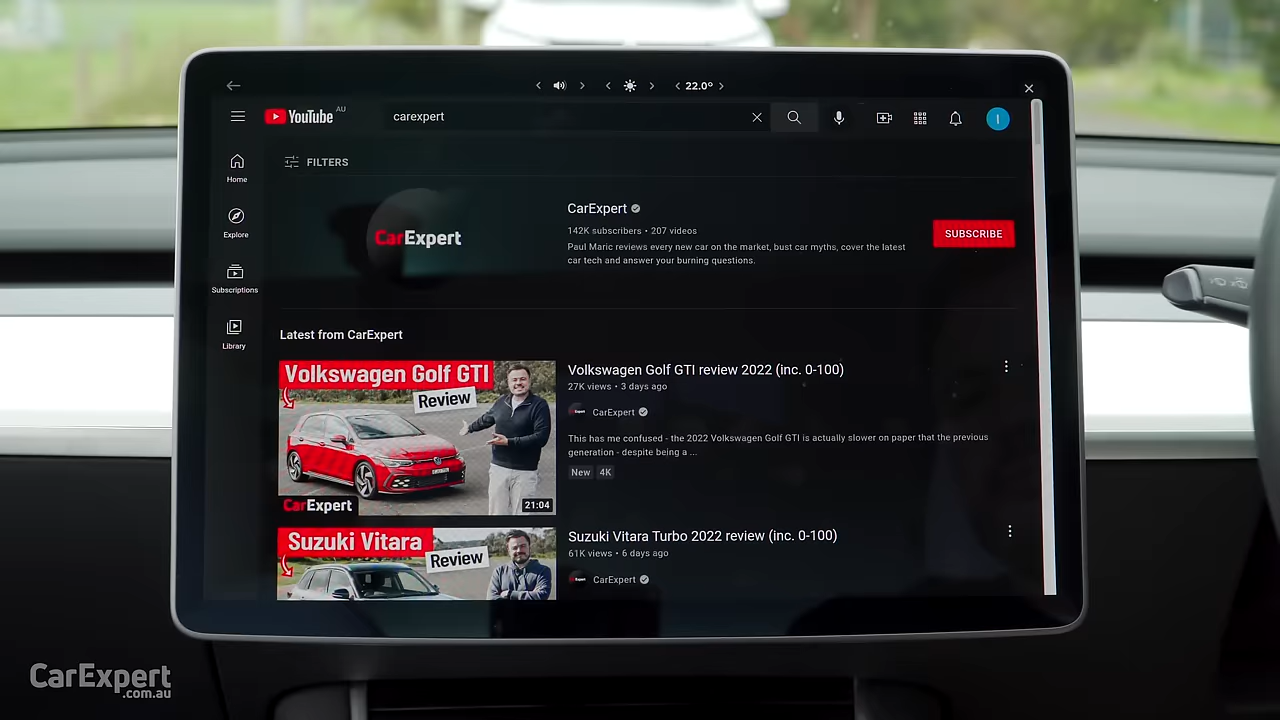 22.0º
YouTube AU
carexpert
FILTERS
Home
Explore
Subscriptions
Library
CarExpert
CarExpert
142K subscribers • 207 videos
Paul Maric reviews every new car on the market, bust car myths, cover the latest
car tech and answer your burning questions.
SUBSCRIBE
I
Latest from CarExpert
Volkswagen Golf GTI
Review
CarExpert
21:04
Volkswagen Golf GTI review 2022 (inc. 0-100)
27K views • 3 days ago
CarExpert
This has me confused - the 2022 Volkswagen Golf GTI is actually slower on paper that the previous
generation - despite being a ...
New 4K
Suzuki Vitara
Review
Suzuki Vitara Turbo 2022 review (inc. 0-100)
61K views • 6 days ago
CarExpert
CarExpert
.com.au